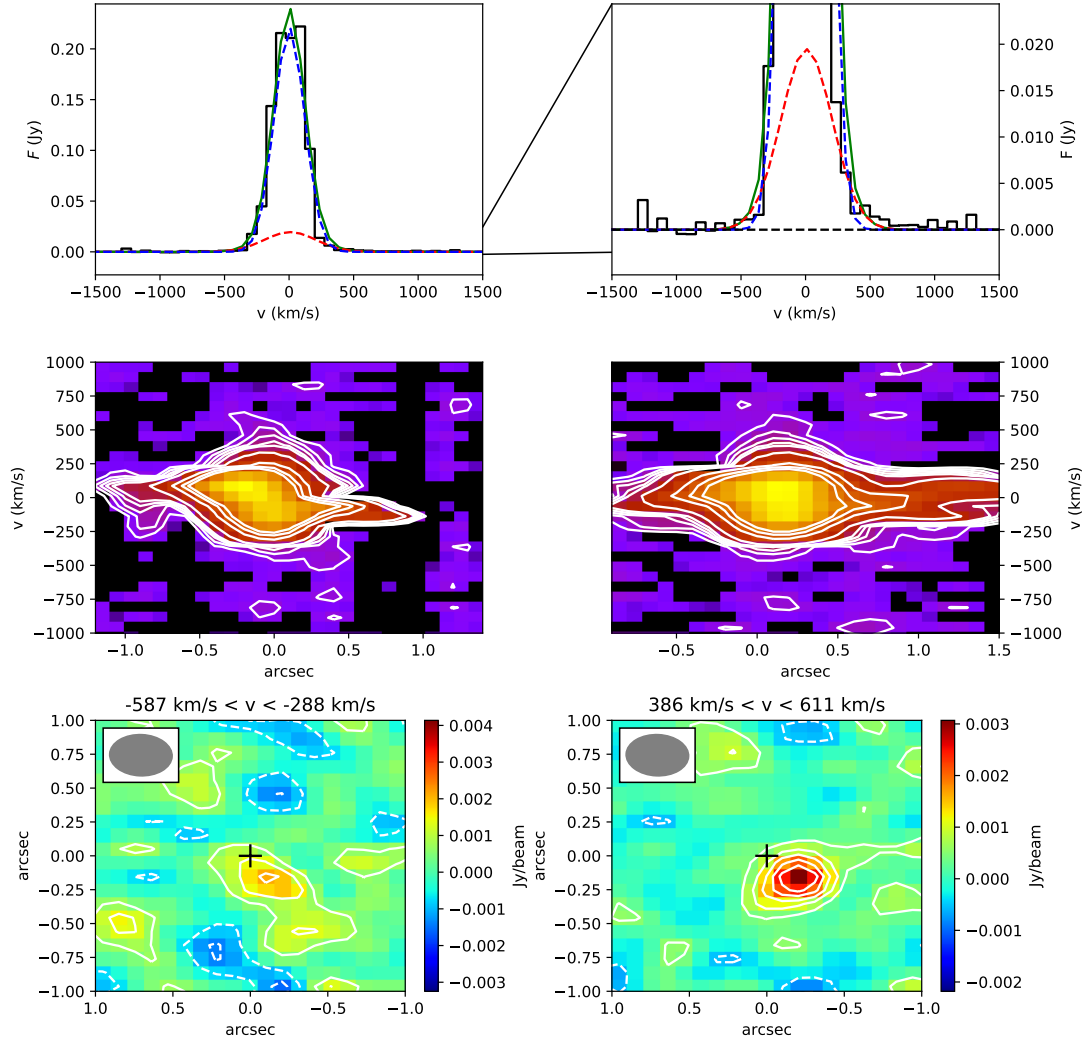 0.20
0.15
0.10
0.05
0.00
F (Jy)
−1500 −1000 −500 0 500 1000 1500
v (km/s)
0.020
0.015
0.010
0.005
0.000
F (Jy)
−1500 −1000 −500 0 500 1000 1500
v (km/s)
1000
750
500
250
0
−250
−500
−750
−1000
v (km/s)
−1.0 −0.5 0.0 0.5 1.0
arcsec
1000
750
500
250
0
−250
−500
−750
−1000
v (km/s)
−0.5 0.0 0.5 1.0 1.5
arcsec
-587 km/s < v < -288 km/s
1.00
0.75
0.50
0.25
0.00
−0.25
−0.50
−0.75
−1.00
arcsec
1.0 0.5 0.0 −0.5 −1.0
arcsec
0.004
0.003
0.002
0.001
0.000
−0.001
−0.002
−0.003
Jy/beam
386 km/s < v < 611 km/s
1.00
0.75
0.50
0.25
0.00
−0.25
−0.50
−0.75
−1.00
arcsec
1.0 0.5 0.0 −0.5 −1.0
arcsec
0.003
0.002
0.001
0.000
−0.001
−0.002
Jy/beam